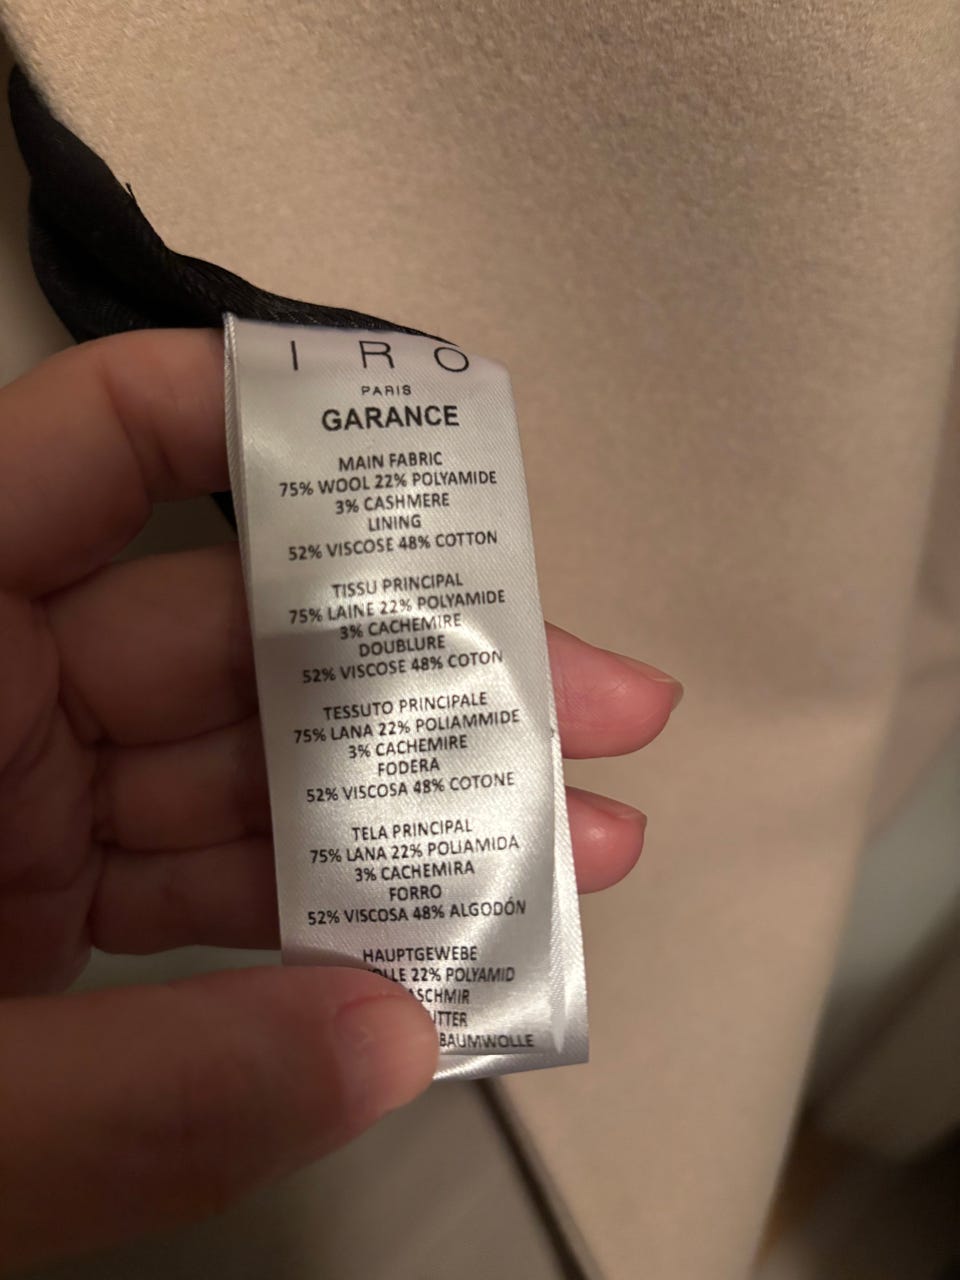 IRO
PARIS
GARANCE
MAIN FABRIC
75% WOOL 22% POLYAMIDE
3% CASHMERE
LINING
52% VISCOSE 48% COTTON
TISSU PRINCIPAL
75% LAINE 22% POLYAMIDE
3% CACHEMIRE
DOUBLURE
52% VISCOSE 48% COTON
TESSUTO PRINCIPALE
75% LANA 22% POLIAMMIDE
3% CACHEMIRE
FODERA
52% VISCOSA 48% COTONE
TELA PRINCIPAL
75% LANA 22% POLIAMIDA
3% CACHEMIRA
FORRO
52% VISCOSA 48% ALGODÓN
HAUPTGEWEBE
22% POLYAMID
BAUMWOLLE